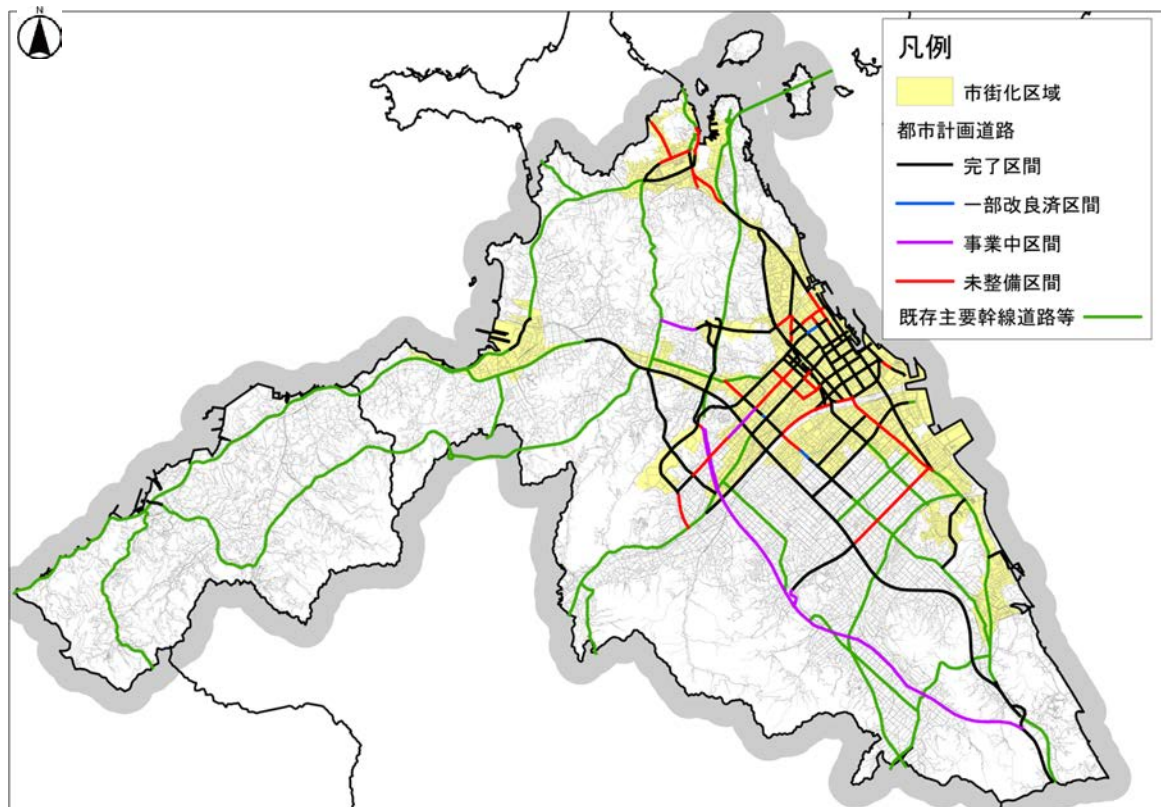 N
凡例
市街化区域
都市計画道路
完了区間
一部改良済区間
事業中区間
未整備区間
既存主要幹線道路等